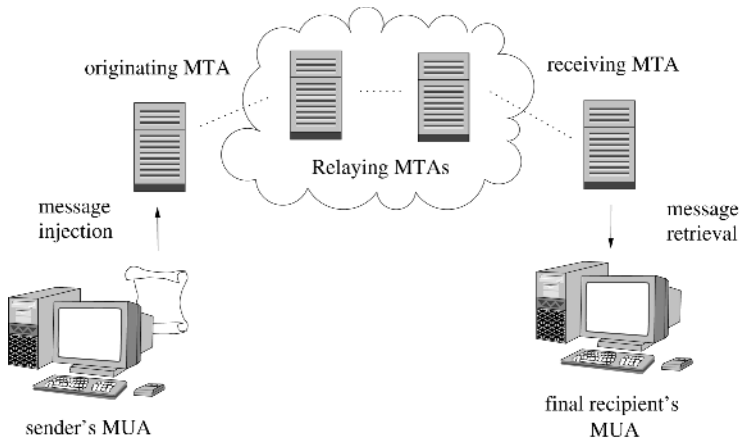 originating MTA
receiving MTA
Relaying MTAs
message
injection
message
retrieval
sender's MUA
final recipient's
MUA